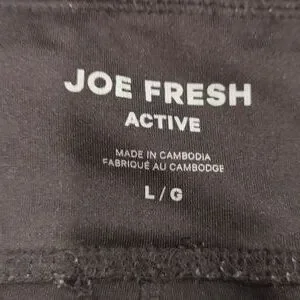 JOE FRESH
ACTIVE
MADE IN CAMBODIA
FABRIQUÉ AU CAMBODGE
L/G